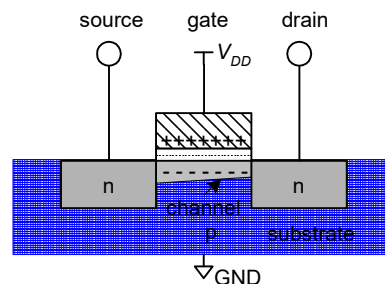 source gate drain
V_DD
+++++++
-------
n n
channel
p substrate
GND